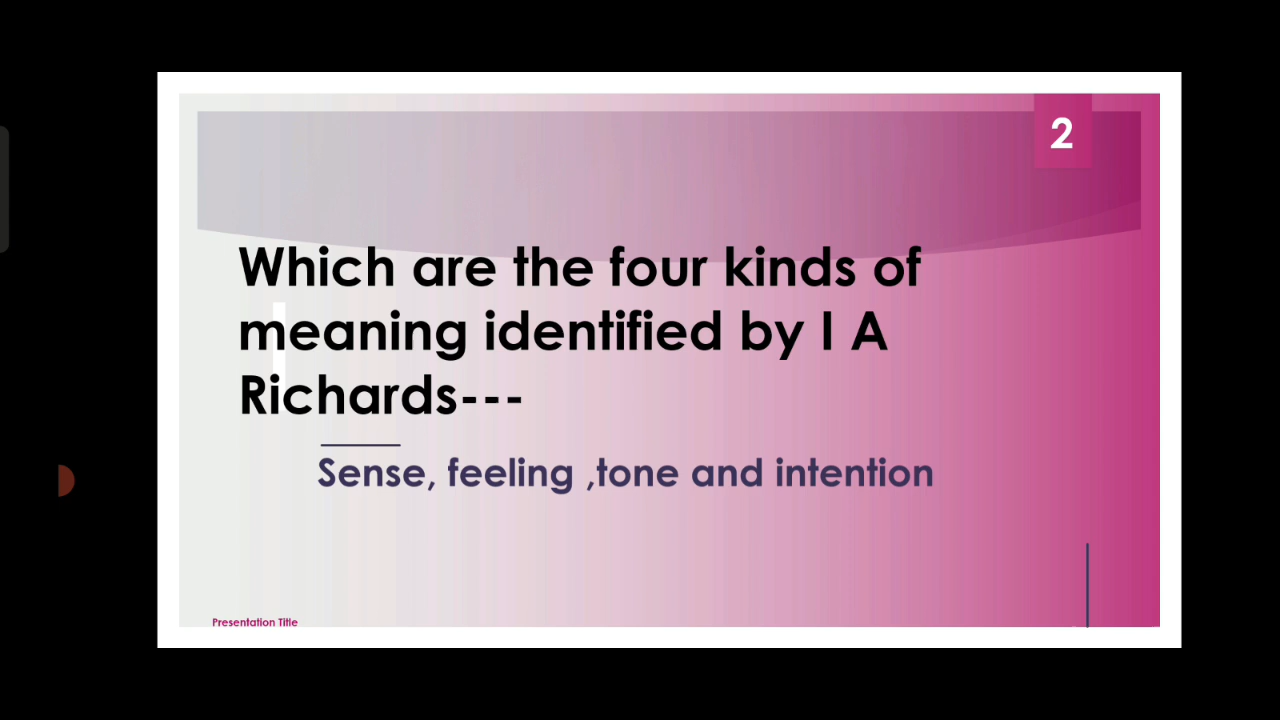 2
Which are the four kinds of
meaning identified by I A
Richards---
Sense, feeling ,tone and intention
Presentation Title